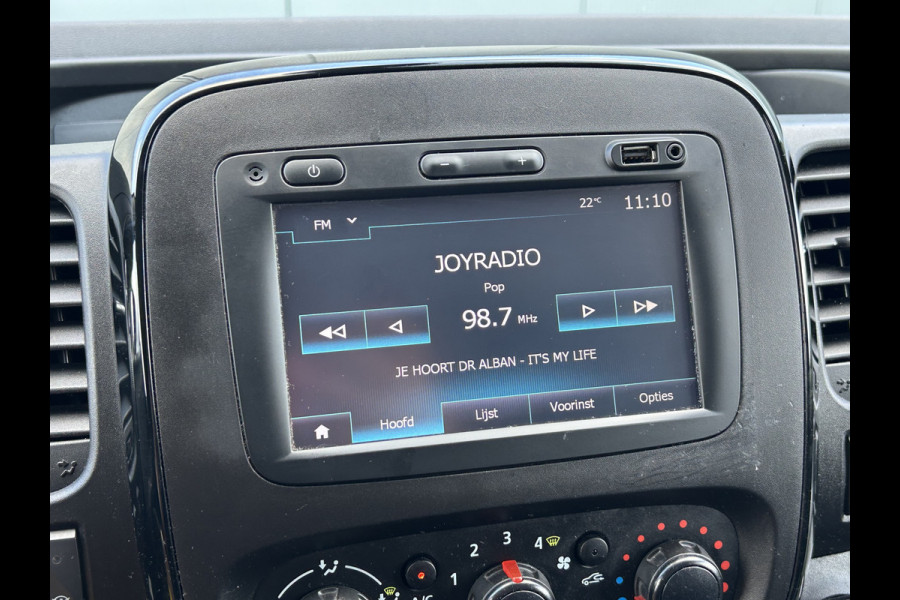 FM
22°C 11:10
JOYRADIO
Pop
98.7 MHz
JE HOORT DR ALBAN - IT'S MY LIFE
Hoofd Lijst Voorinst Opties
1 2 3 4
A/C